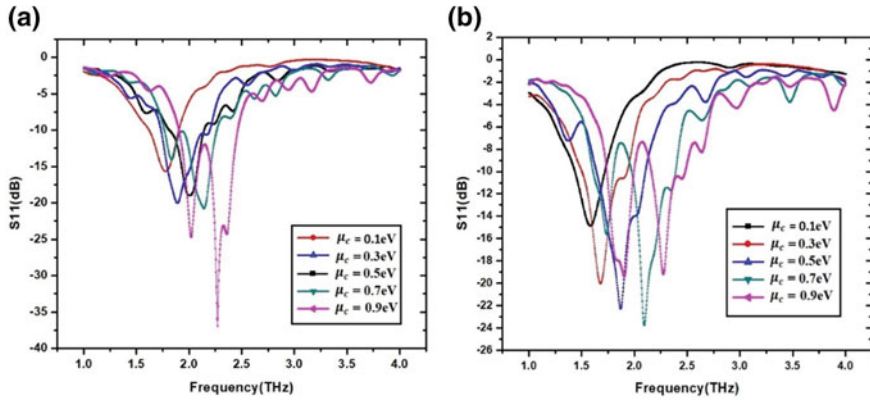 (a)
0
-5
-10
-15
-20
-25
-30
-35
-40
S11(dB)
1.0 1.5 2.0 2.5 3.0 3.5 4.0
Frequency(THz)
μc = 0.1eV
μc = 0.3eV
μc = 0.5eV
μc = 0.7eV
μc = 0.9eV
(b)
2
0
-2
-4
-6
-8
-10
-12
-14
-16
-18
-20
-22
-24
-26
S11(dB)
1.0 1.5 2.0 2.5 3.0 3.5 4.0
Frequency(THz)
μc = 0.1eV
μc = 0.3eV
μc = 0.5eV
μc = 0.7eV
μc = 0.9eV